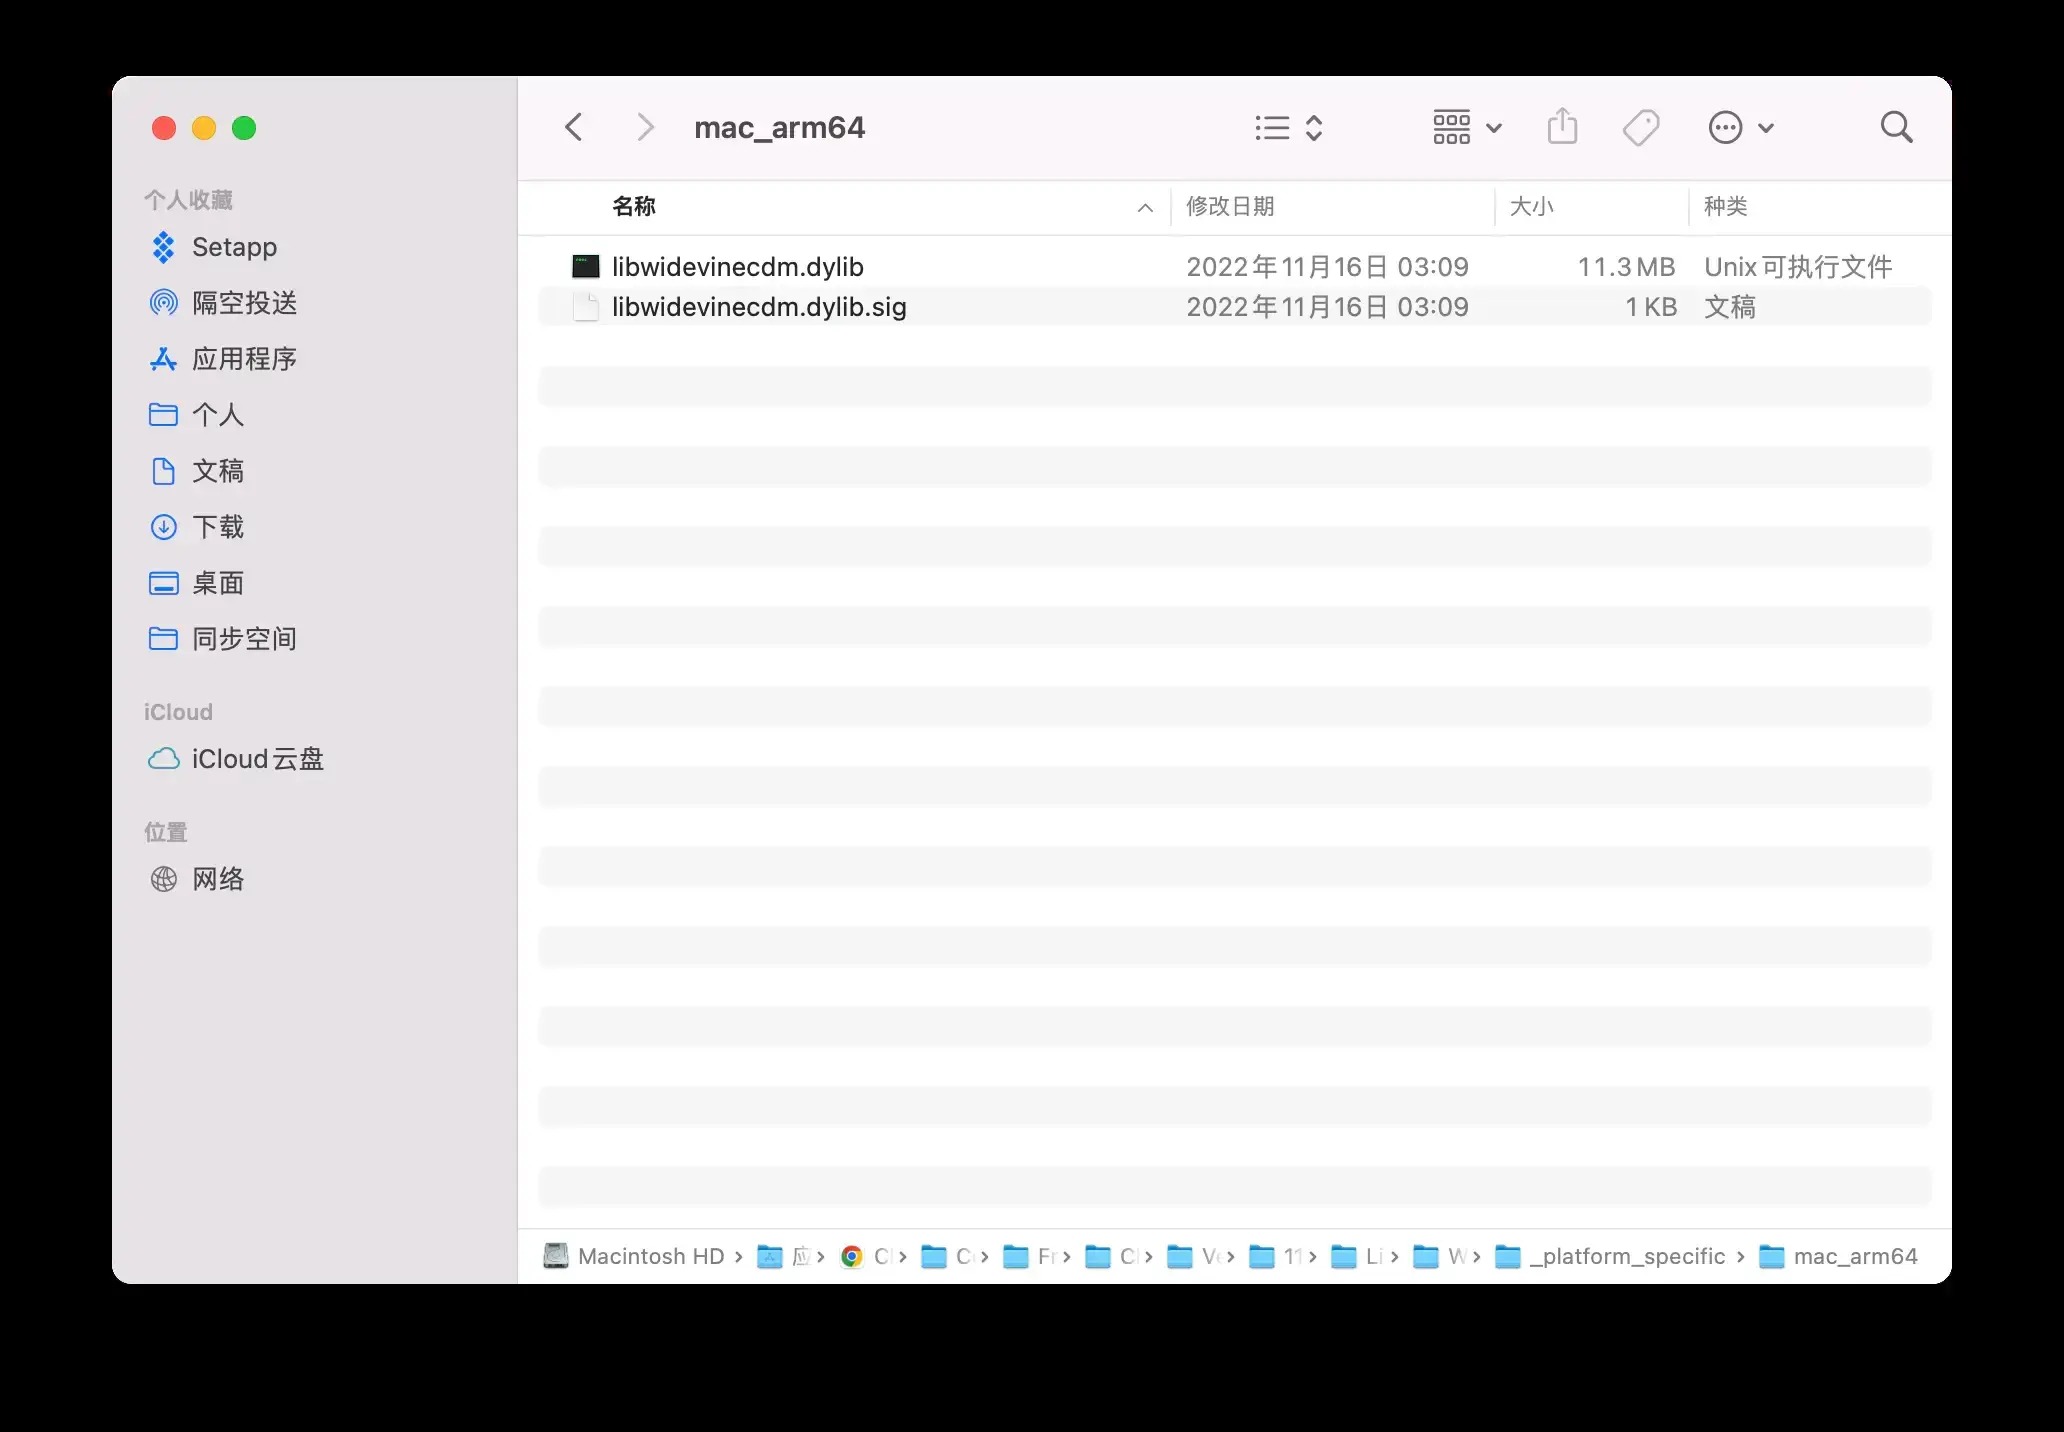 mac_arm64
个人收藏
Setapp
隔空投送
应用程序
个人
文稿
下载
桌面
同步空间
iCloud
iCloud云盘
位置
网络
名称 修改日期 大小 种类
libwidevinecdm.dylib 2022年11月16日 03:09 11.3 MB Unix可执行文件
libwidevinecdm.dylib.sig 2022年11月16日 03:09 1 KB 文稿
Macintosh HD › 应 › › › Fr › › › 11 › Li › W › _platform_specific › mac_arm64